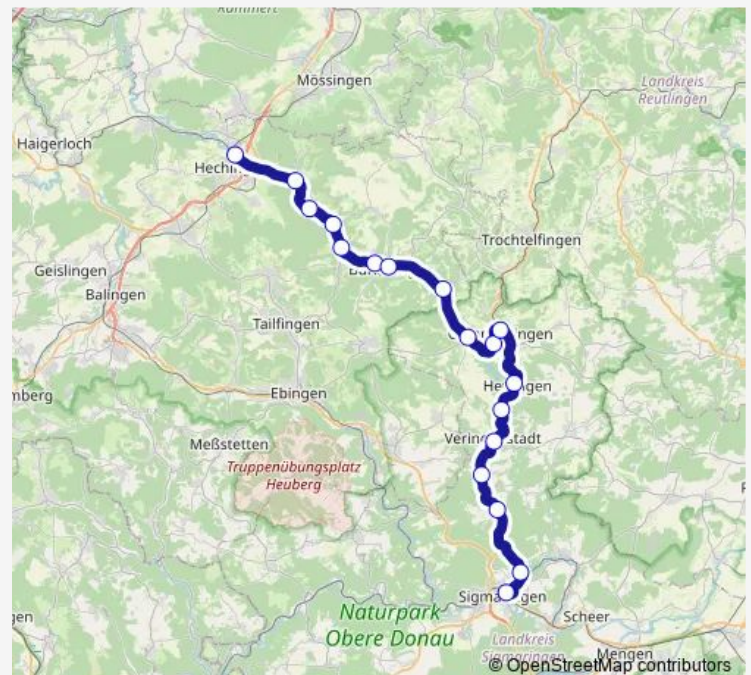 Mössingen
Landkreis
Reutlingen
Haigerloch
Trochtelfingen
Geislingen
Balingen
Tailfingen
Ebingen
Meßstetten
Truppenübungsplatz
Heuberg
Naturpark
Obere Donau
Scheer
Landkreis
Sigmaringen
Mengen
© OpenStreetMap contributors